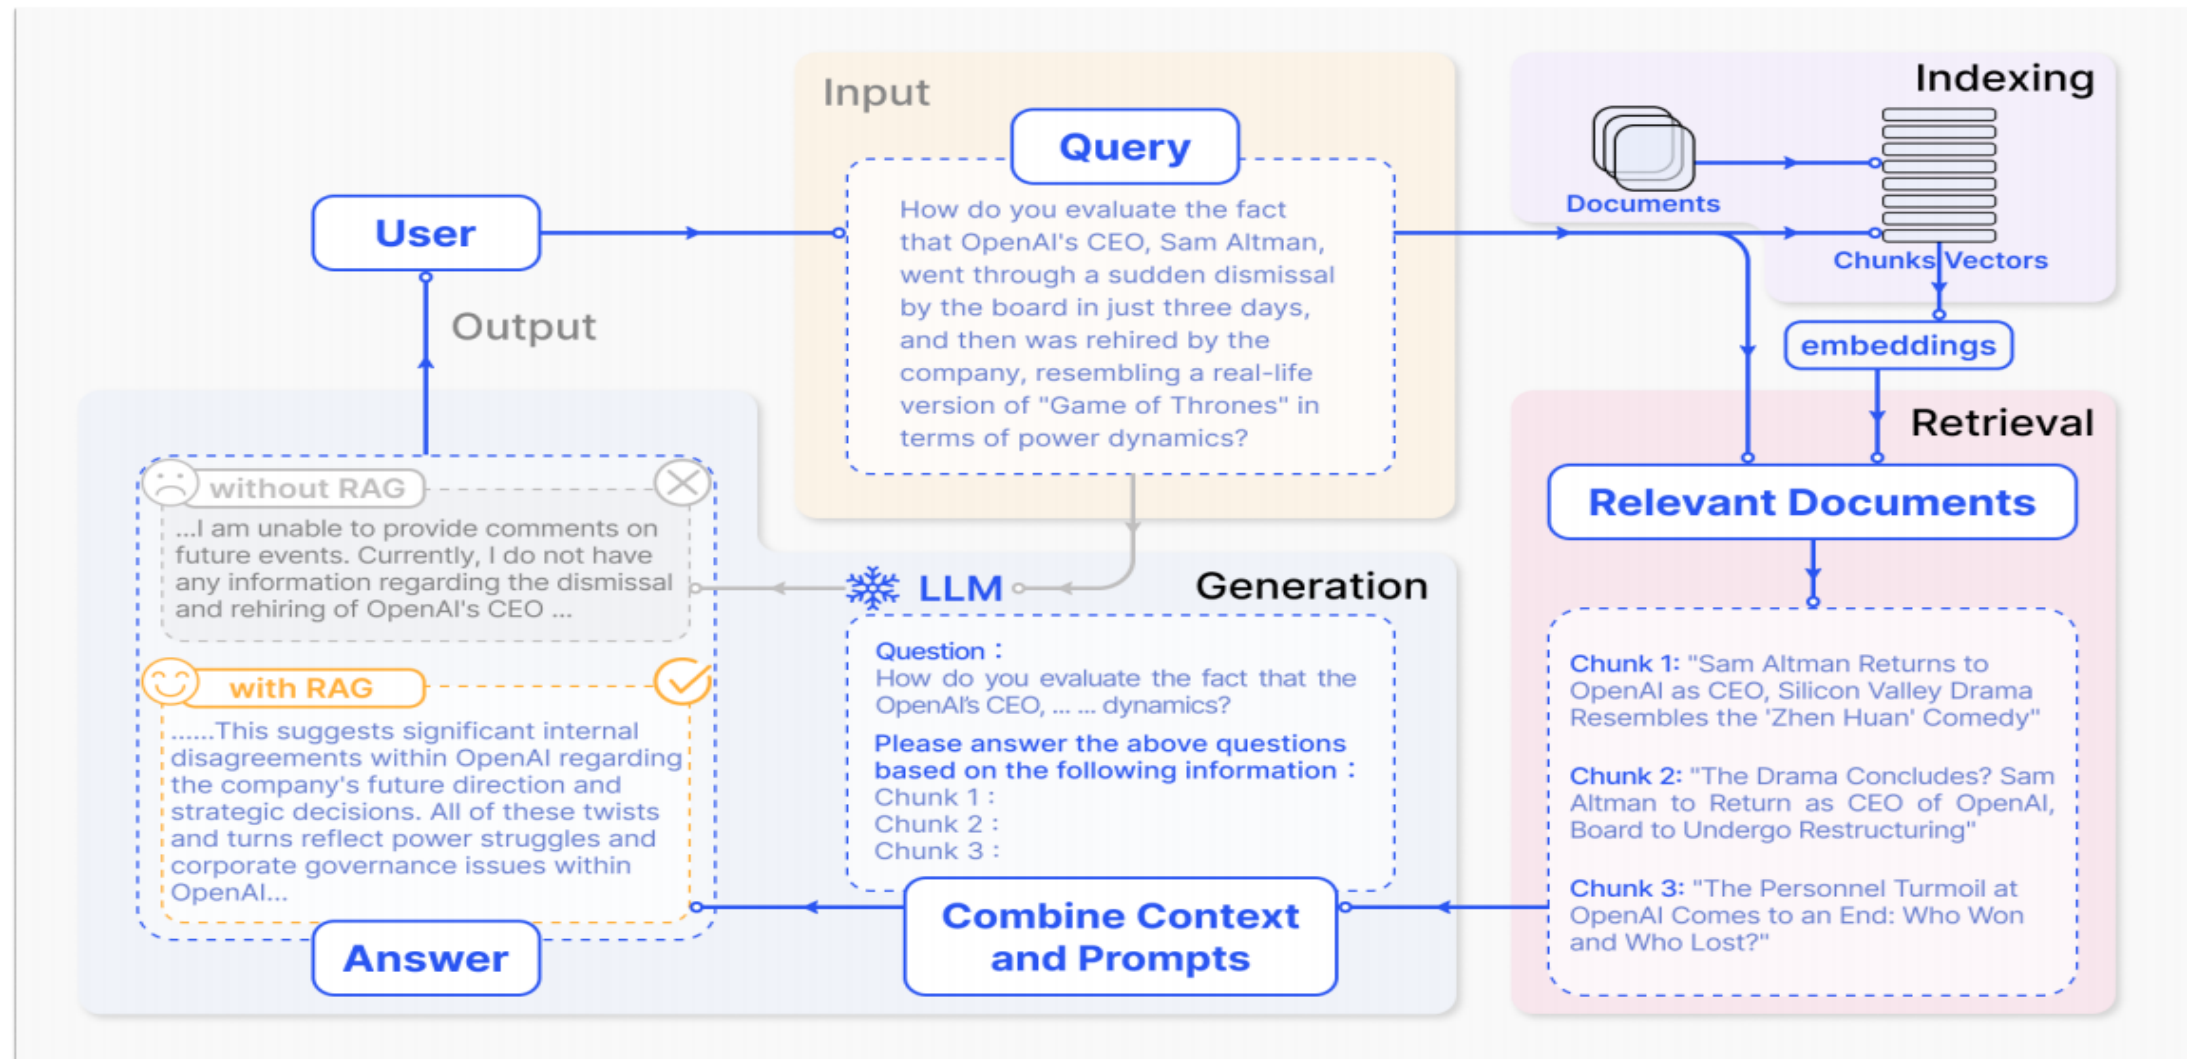 Input
Query
How do you evaluate the fact
that OpenAI's CEO, Sam Altman,
went through a sudden dismissal
by the board in just three days,
and then was rehired by the
company, resembling a real-life
version of "Game of Thrones" in
terms of power dynamics?
Indexing
Documents
Chunks Vectors
embeddings
User
Output
Retrieval
Relevant Documents
Chunk 1: "Sam Altman Returns to
OpenAI as CEO, Silicon Valley Drama
Resembles the 'Zhen Huan' Comedy"
Chunk 2: "The Drama Concludes? Sam
Altman to Return as CEO of OpenAI,
Board to Undergo Restructuring"
Chunk 3: "The Personnel Turmoil at
OpenAI Comes to an End: Who Won
and Who Lost?"
Generation
LLM
Question :
How do you evaluate the fact that the
OpenAI's CEO, ... ... dynamics?
Please answer the above questions
based on the following information :
Chunk 1 :
Chunk 2 :
Chunk 3 :
Combine Context
and Prompts
without RAG
...I am unable to provide comments on
future events. Currently, I do not have
any information regarding the dismissal
and rehiring of OpenAI's CEO ...
with RAG
......This suggests significant internal
disagreements within OpenAI regarding
the company's future direction and
strategic decisions. All of these twists
and turns reflect power struggles and
corporate governance issues within
OpenAI...
Answer